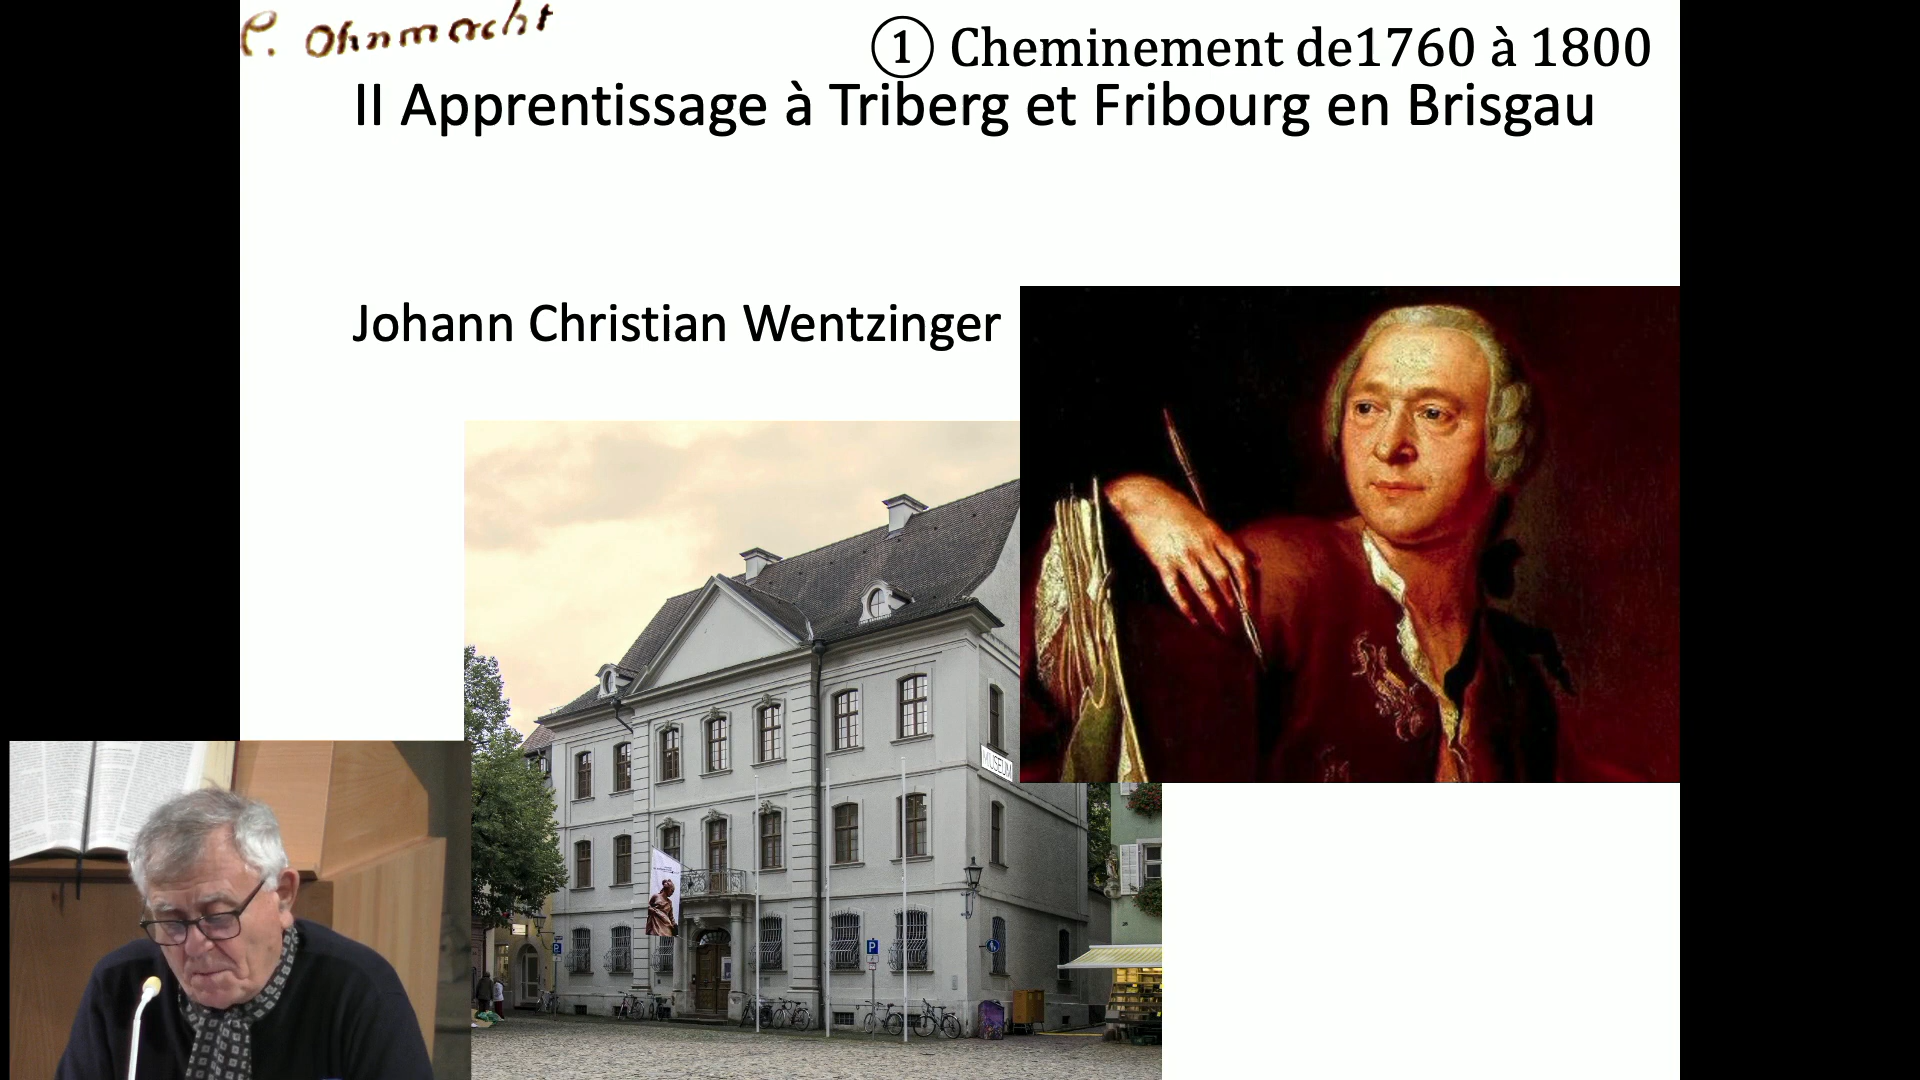 C. Ohnmacht
① Cheminement de1760 à 1800
II Apprentissage à Triberg et Fribourg en Brisgau
Johann Christian Wentzinger
MUSEUM
P
P